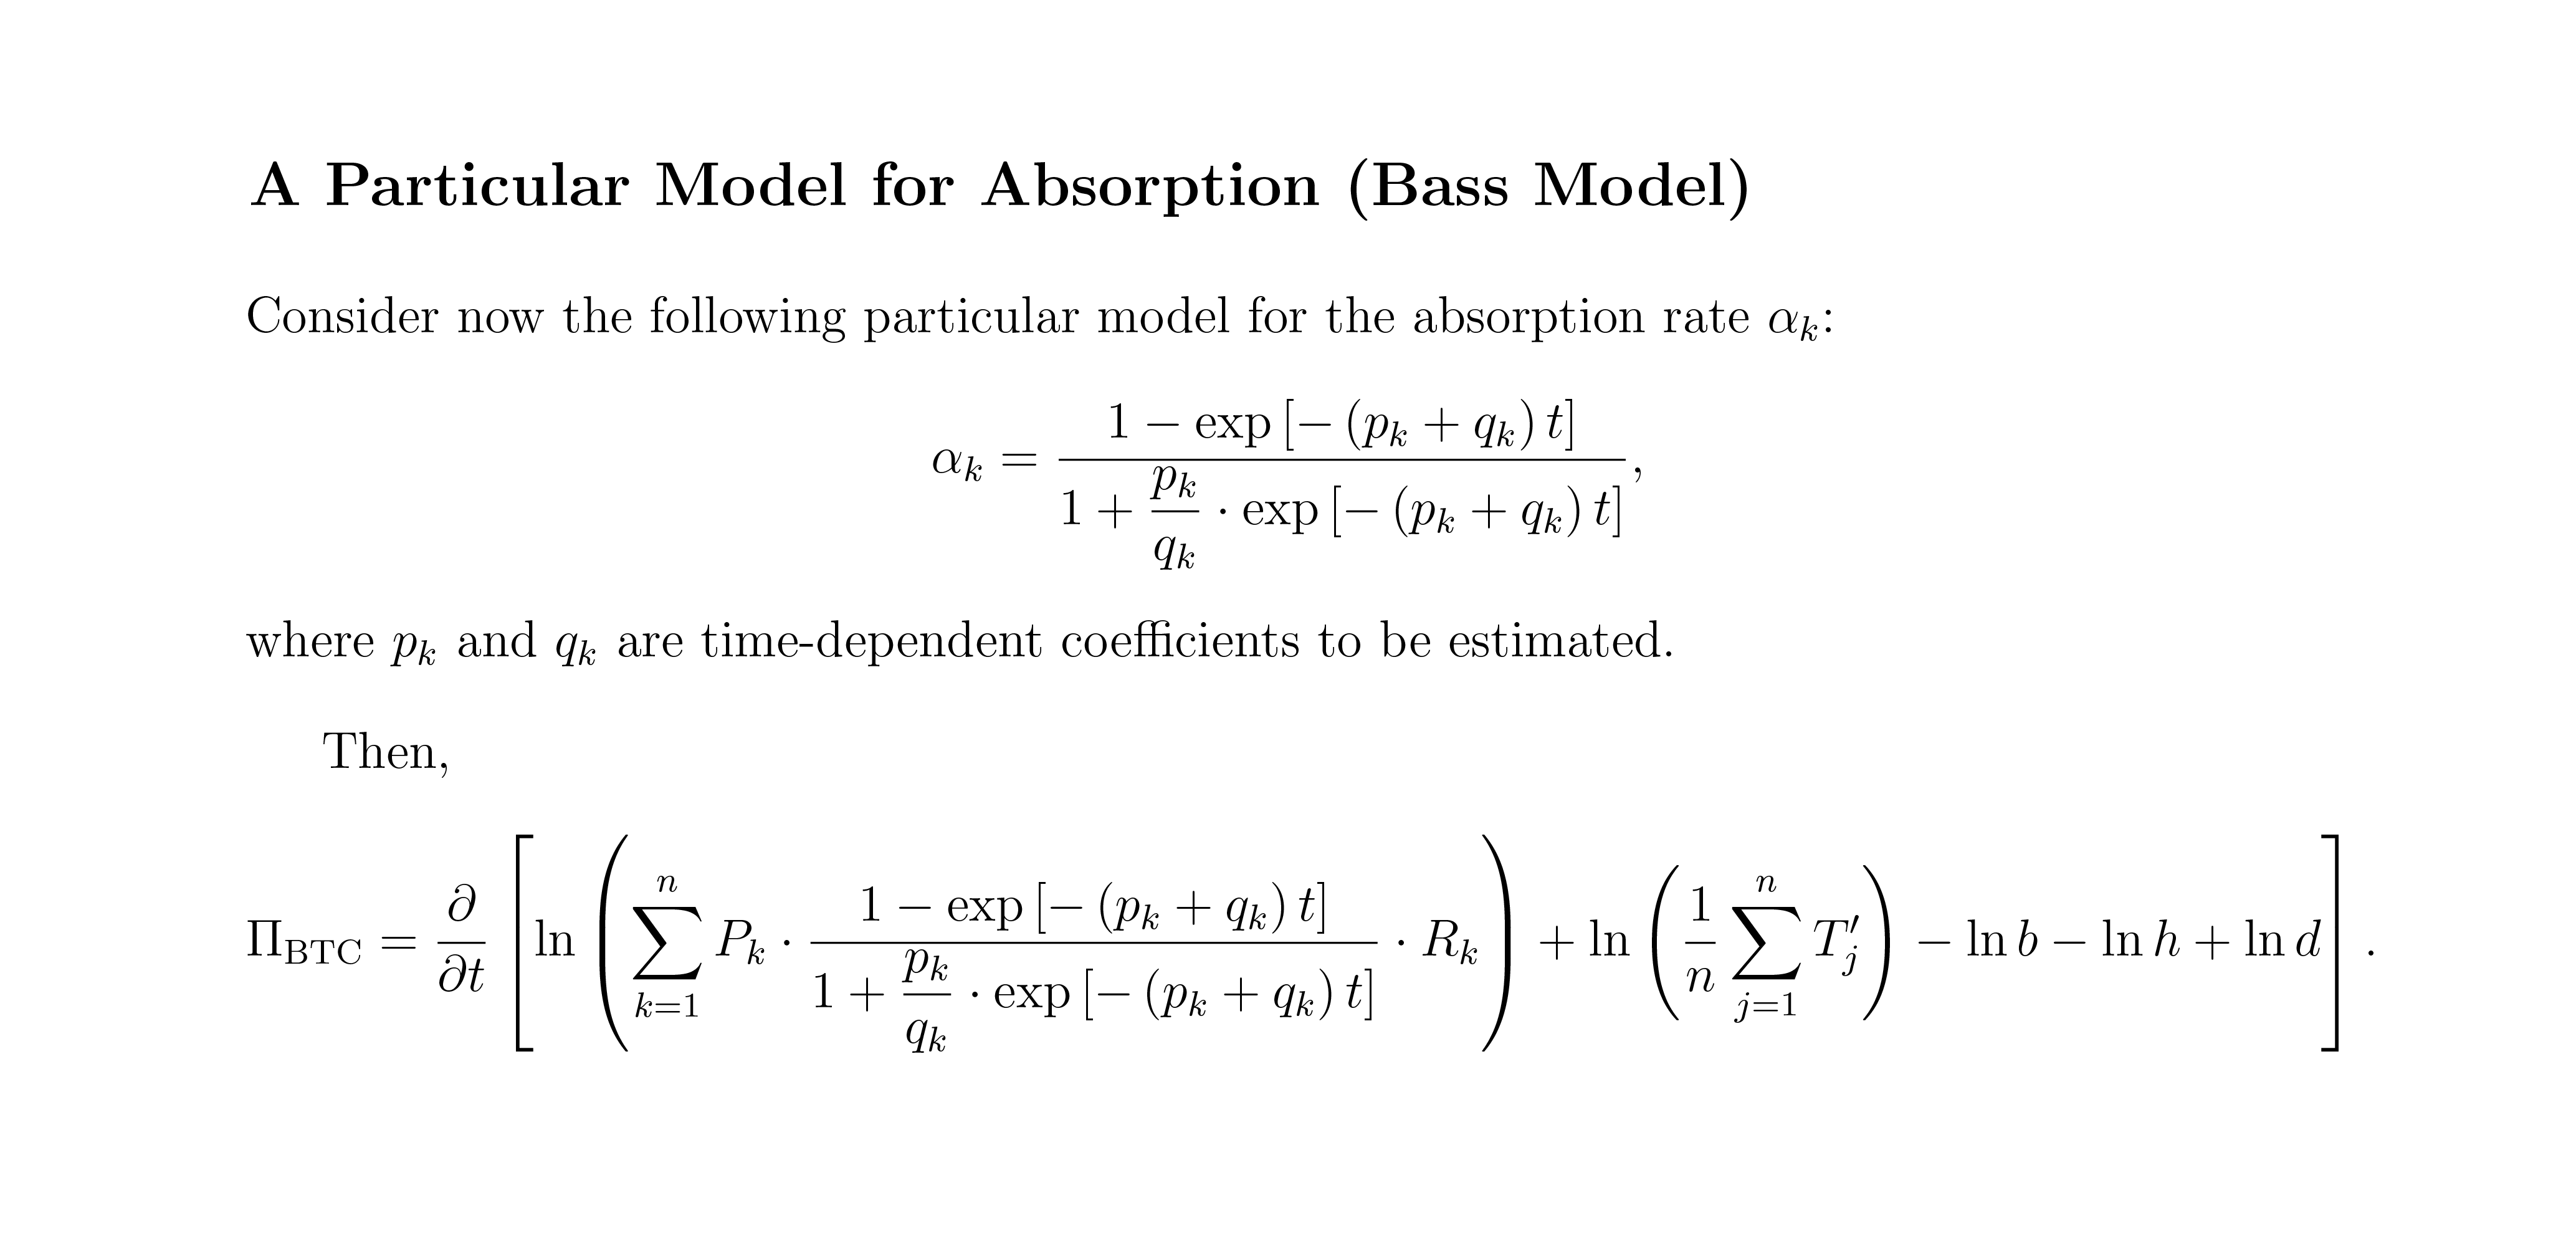 A Particular Model for Absorption (Bass Model)
Consider now the following particular model for the absorption rate $\alpha_k$:
$$\alpha_k = \frac{1 - \exp\left[-\left(p_k + q_k\right)t\right]}{1 + \dfrac{p_k}{q_k} \cdot \exp\left[-\left(p_k + q_k\right)t\right]},$$
where $p_k$ and $q_k$ are time-dependent coefficients to be estimated.
Then,
$$\Pi_{\mathrm{BTC}} = \frac{\partial}{\partial t}\left[\ln\left(\sum_{k=1}^{n} P_k \cdot \frac{1 - \exp\left[-\left(p_k + q_k\right)t\right]}{1 + \dfrac{p_k}{q_k} \cdot \exp\left[-\left(p_k + q_k\right)t\right]} \cdot R_k\right) + \ln\left(\frac{1}{n}\sum_{j=1}^{n} T'_j\right) - \ln b - \ln h + \ln d\right].$$